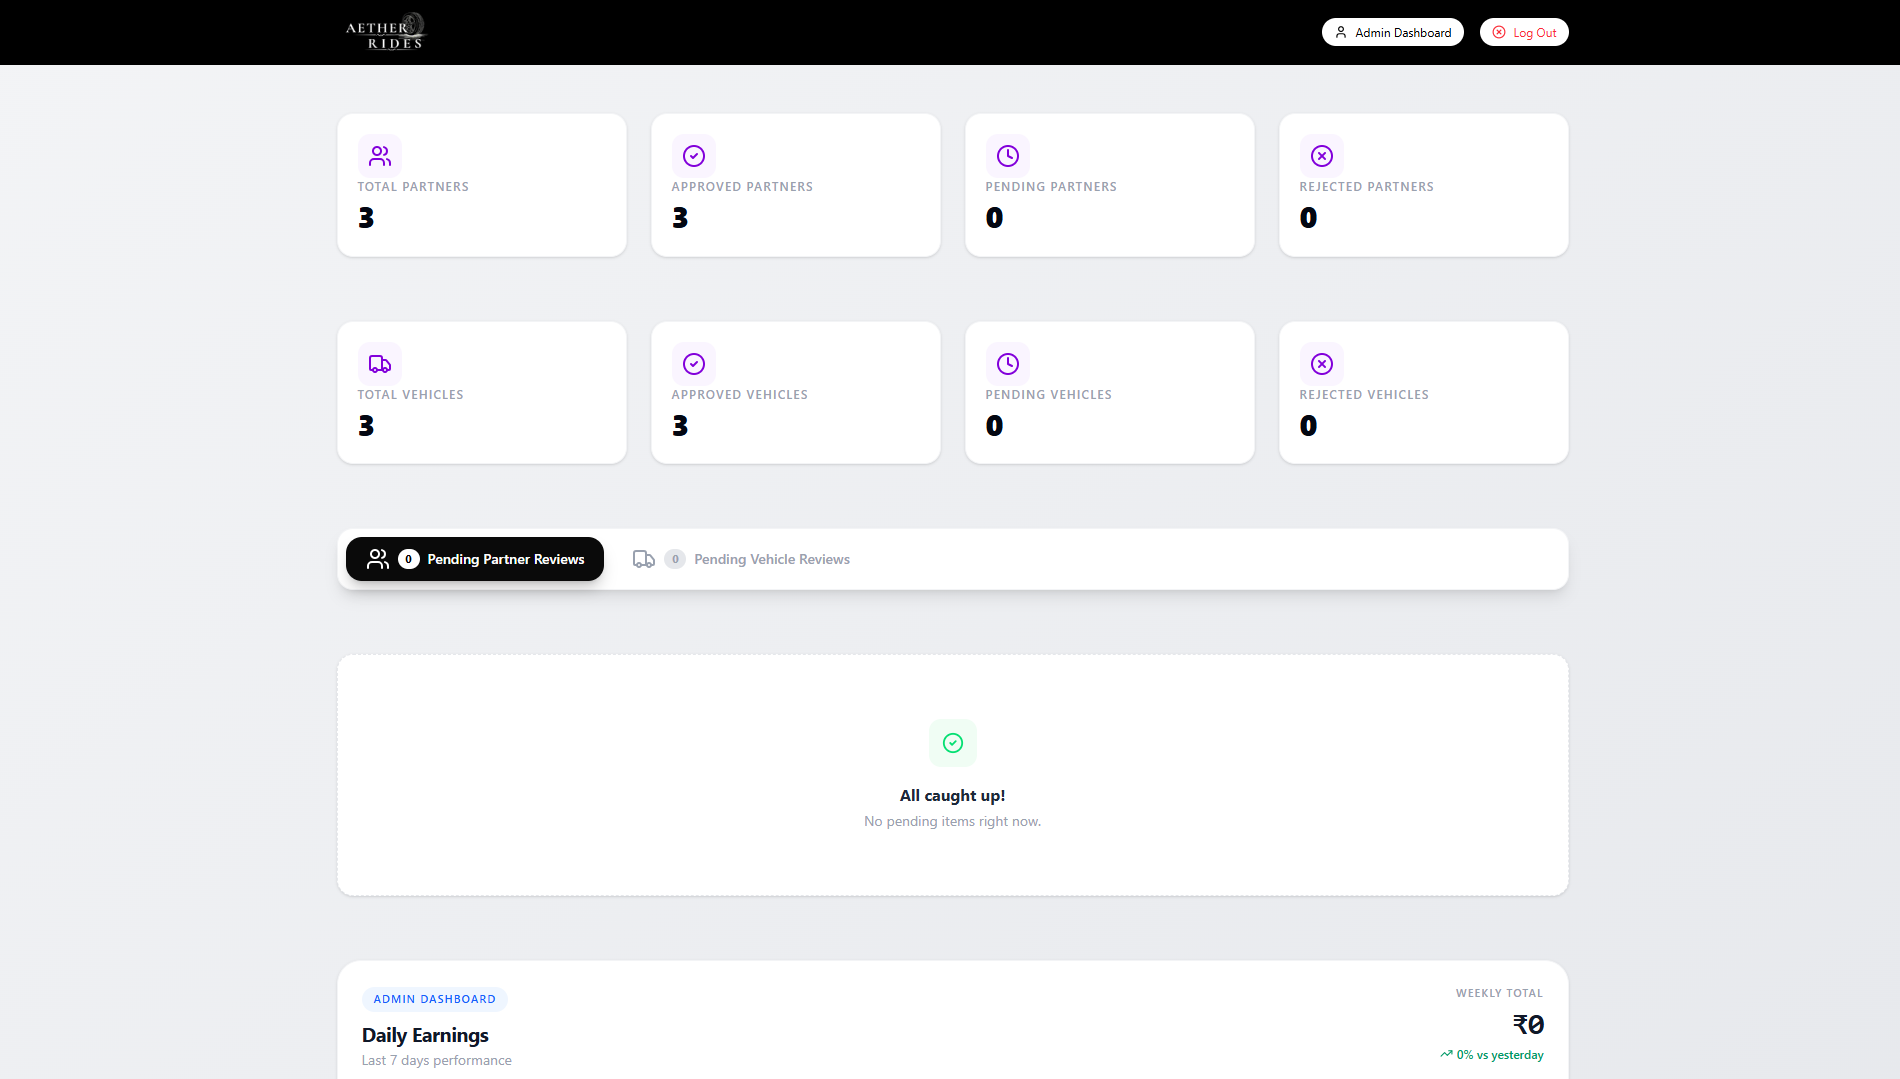 AETHER
RIDES
Admin Dashboard
Log Out
TOTAL PARTNERS
3
APPROVED PARTNERS
3
PENDING PARTNERS
0
REJECTED PARTNERS
0
TOTAL VEHICLES
3
APPROVED VEHICLES
3
PENDING VEHICLES
0
REJECTED VEHICLES
0
0 Pending Partner Reviews
0 Pending Vehicle Reviews
All caught up!
No pending items right now.
ADMIN DASHBOARD
Daily Earnings
Last 7 days performance
WEEKLY TOTAL
₹0
0% vs yesterday